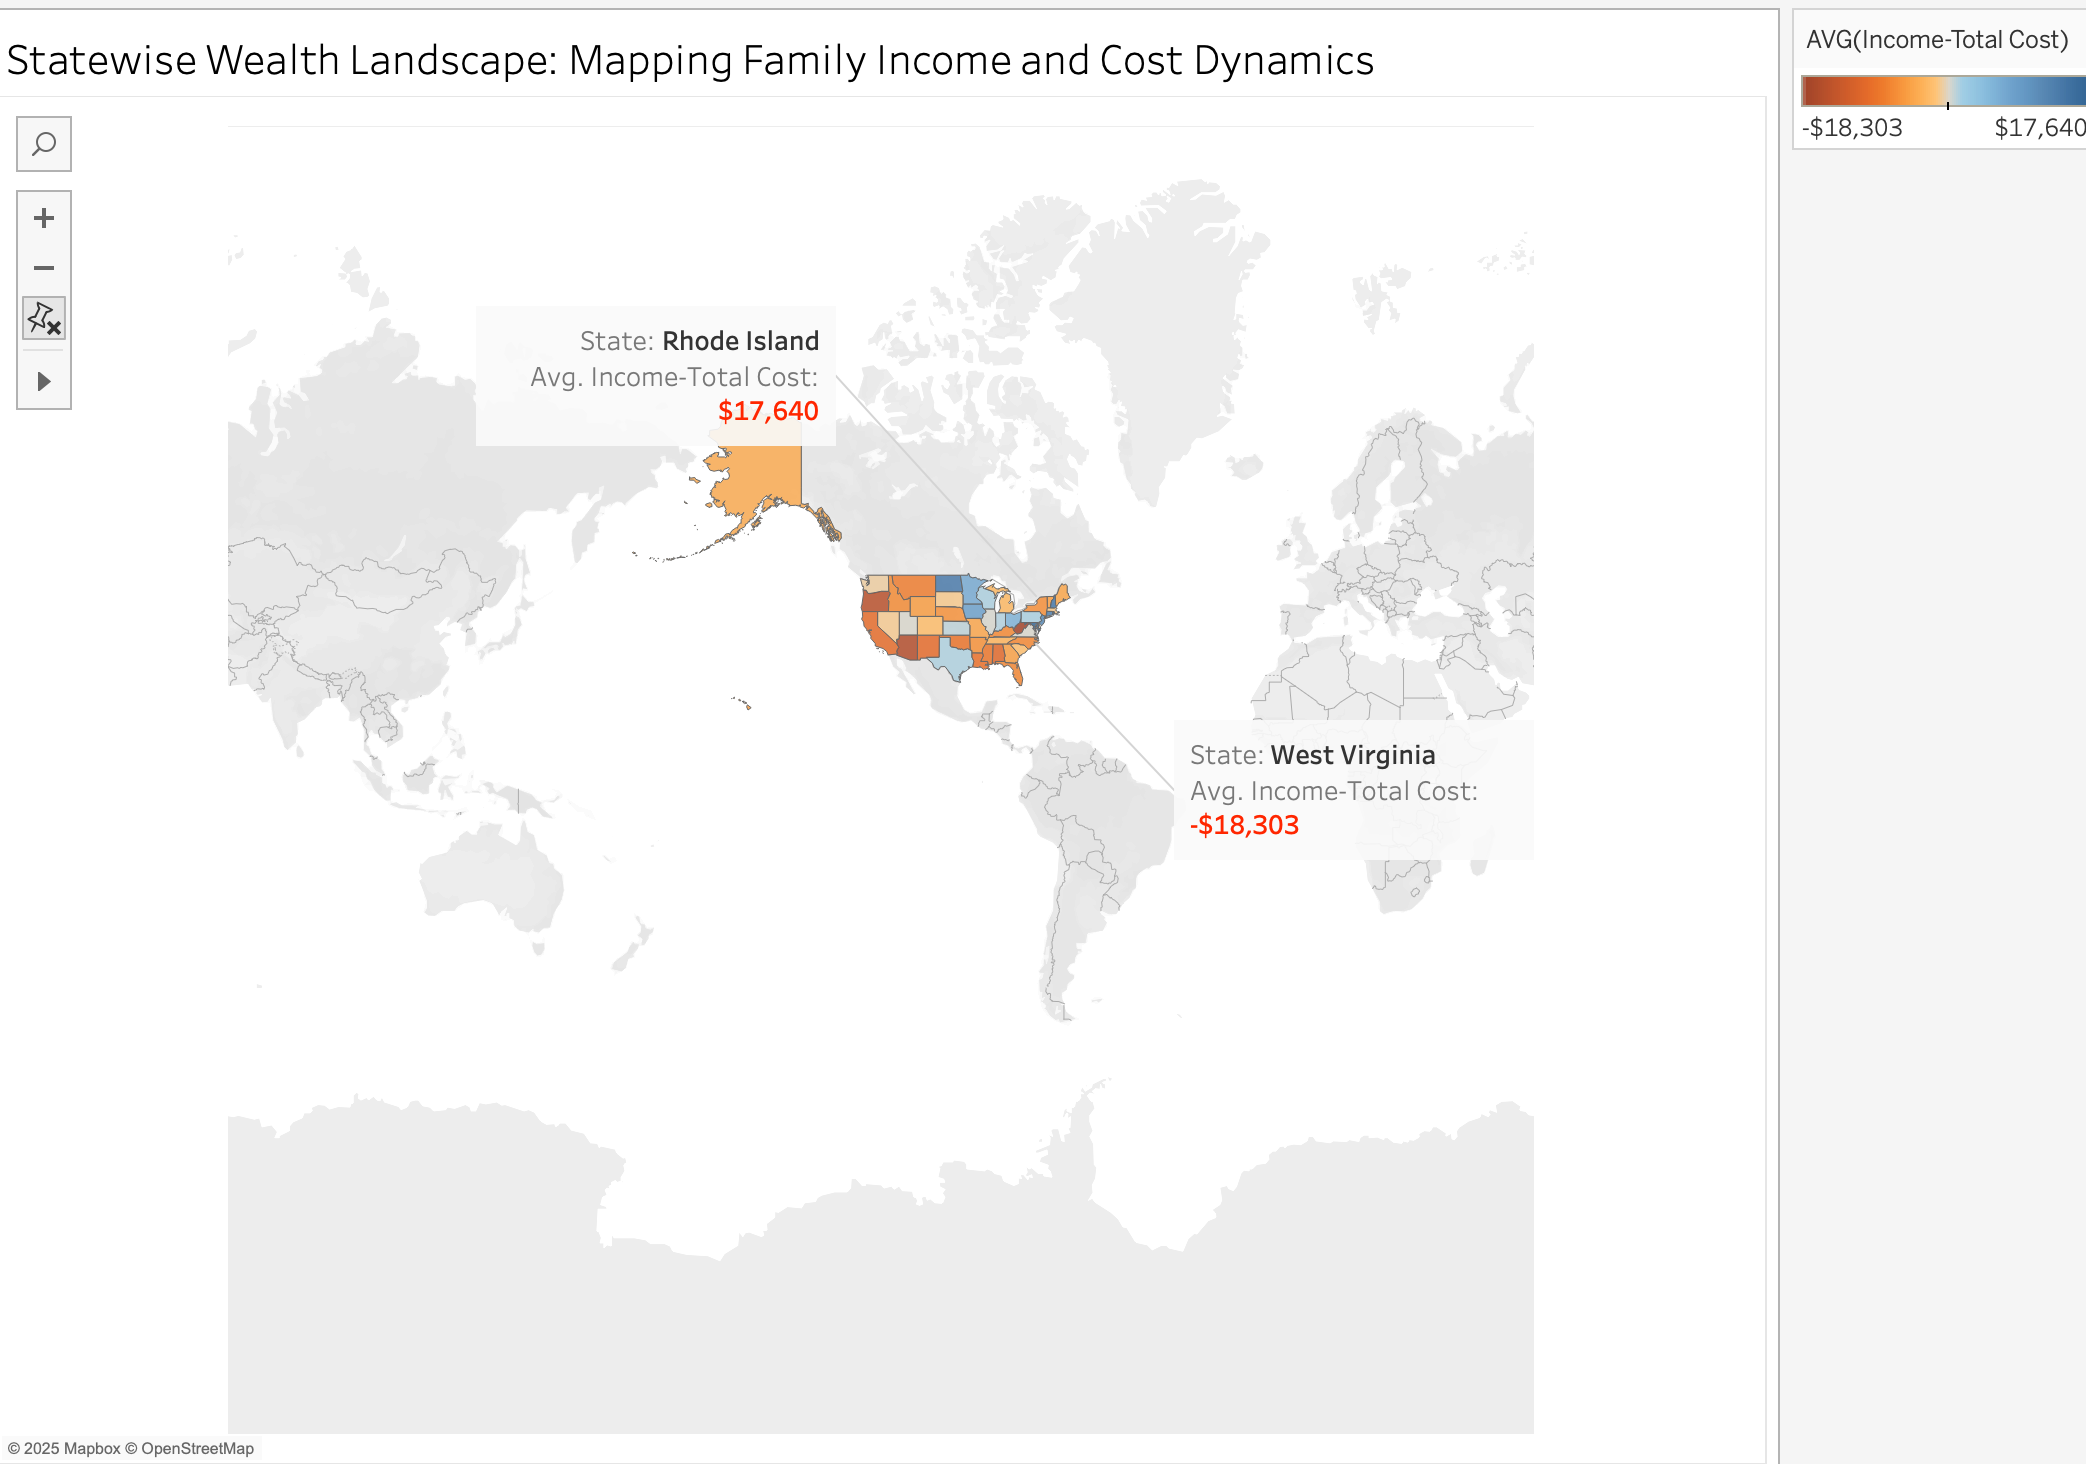 Statewise Wealth Landscape: Mapping Family Income and Cost Dynamics
AVG(Income-Total Cost)
-$18,303 $17,640
State: Rhode Island
Avg. Income-Total Cost:
$17,640
State: West Virginia
Avg. Income-Total Cost:
-$18,303
© 2025 Mapbox © OpenStreetMap